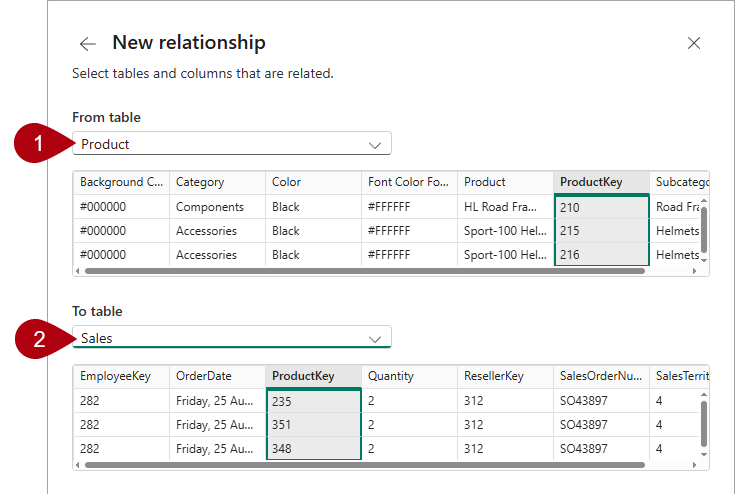 New relationship
Select tables and columns that are related.
From table
1
Product
Background C... Category Color Font Color Fo... Product ProductKey Subcatego
#000000 Components Black #FFFFFF HL Road Fra... 210 Road Fra
#000000 Accessories Black #FFFFFF Sport-100 Hel... 215 Helmets
#000000 Accessories Black #FFFFFF Sport-100 Hel... 216 Helmets
To table
2
Sales
EmployeeKey OrderDate ProductKey Quantity ResellerKey SalesOrderNu... SalesTerrit
282 Friday, 25 Au... 235 2 312 SO43897 4
282 Friday, 25 Au... 351 2 312 SO43897 4
282 Friday, 25 Au... 348 2 312 SO43897 4